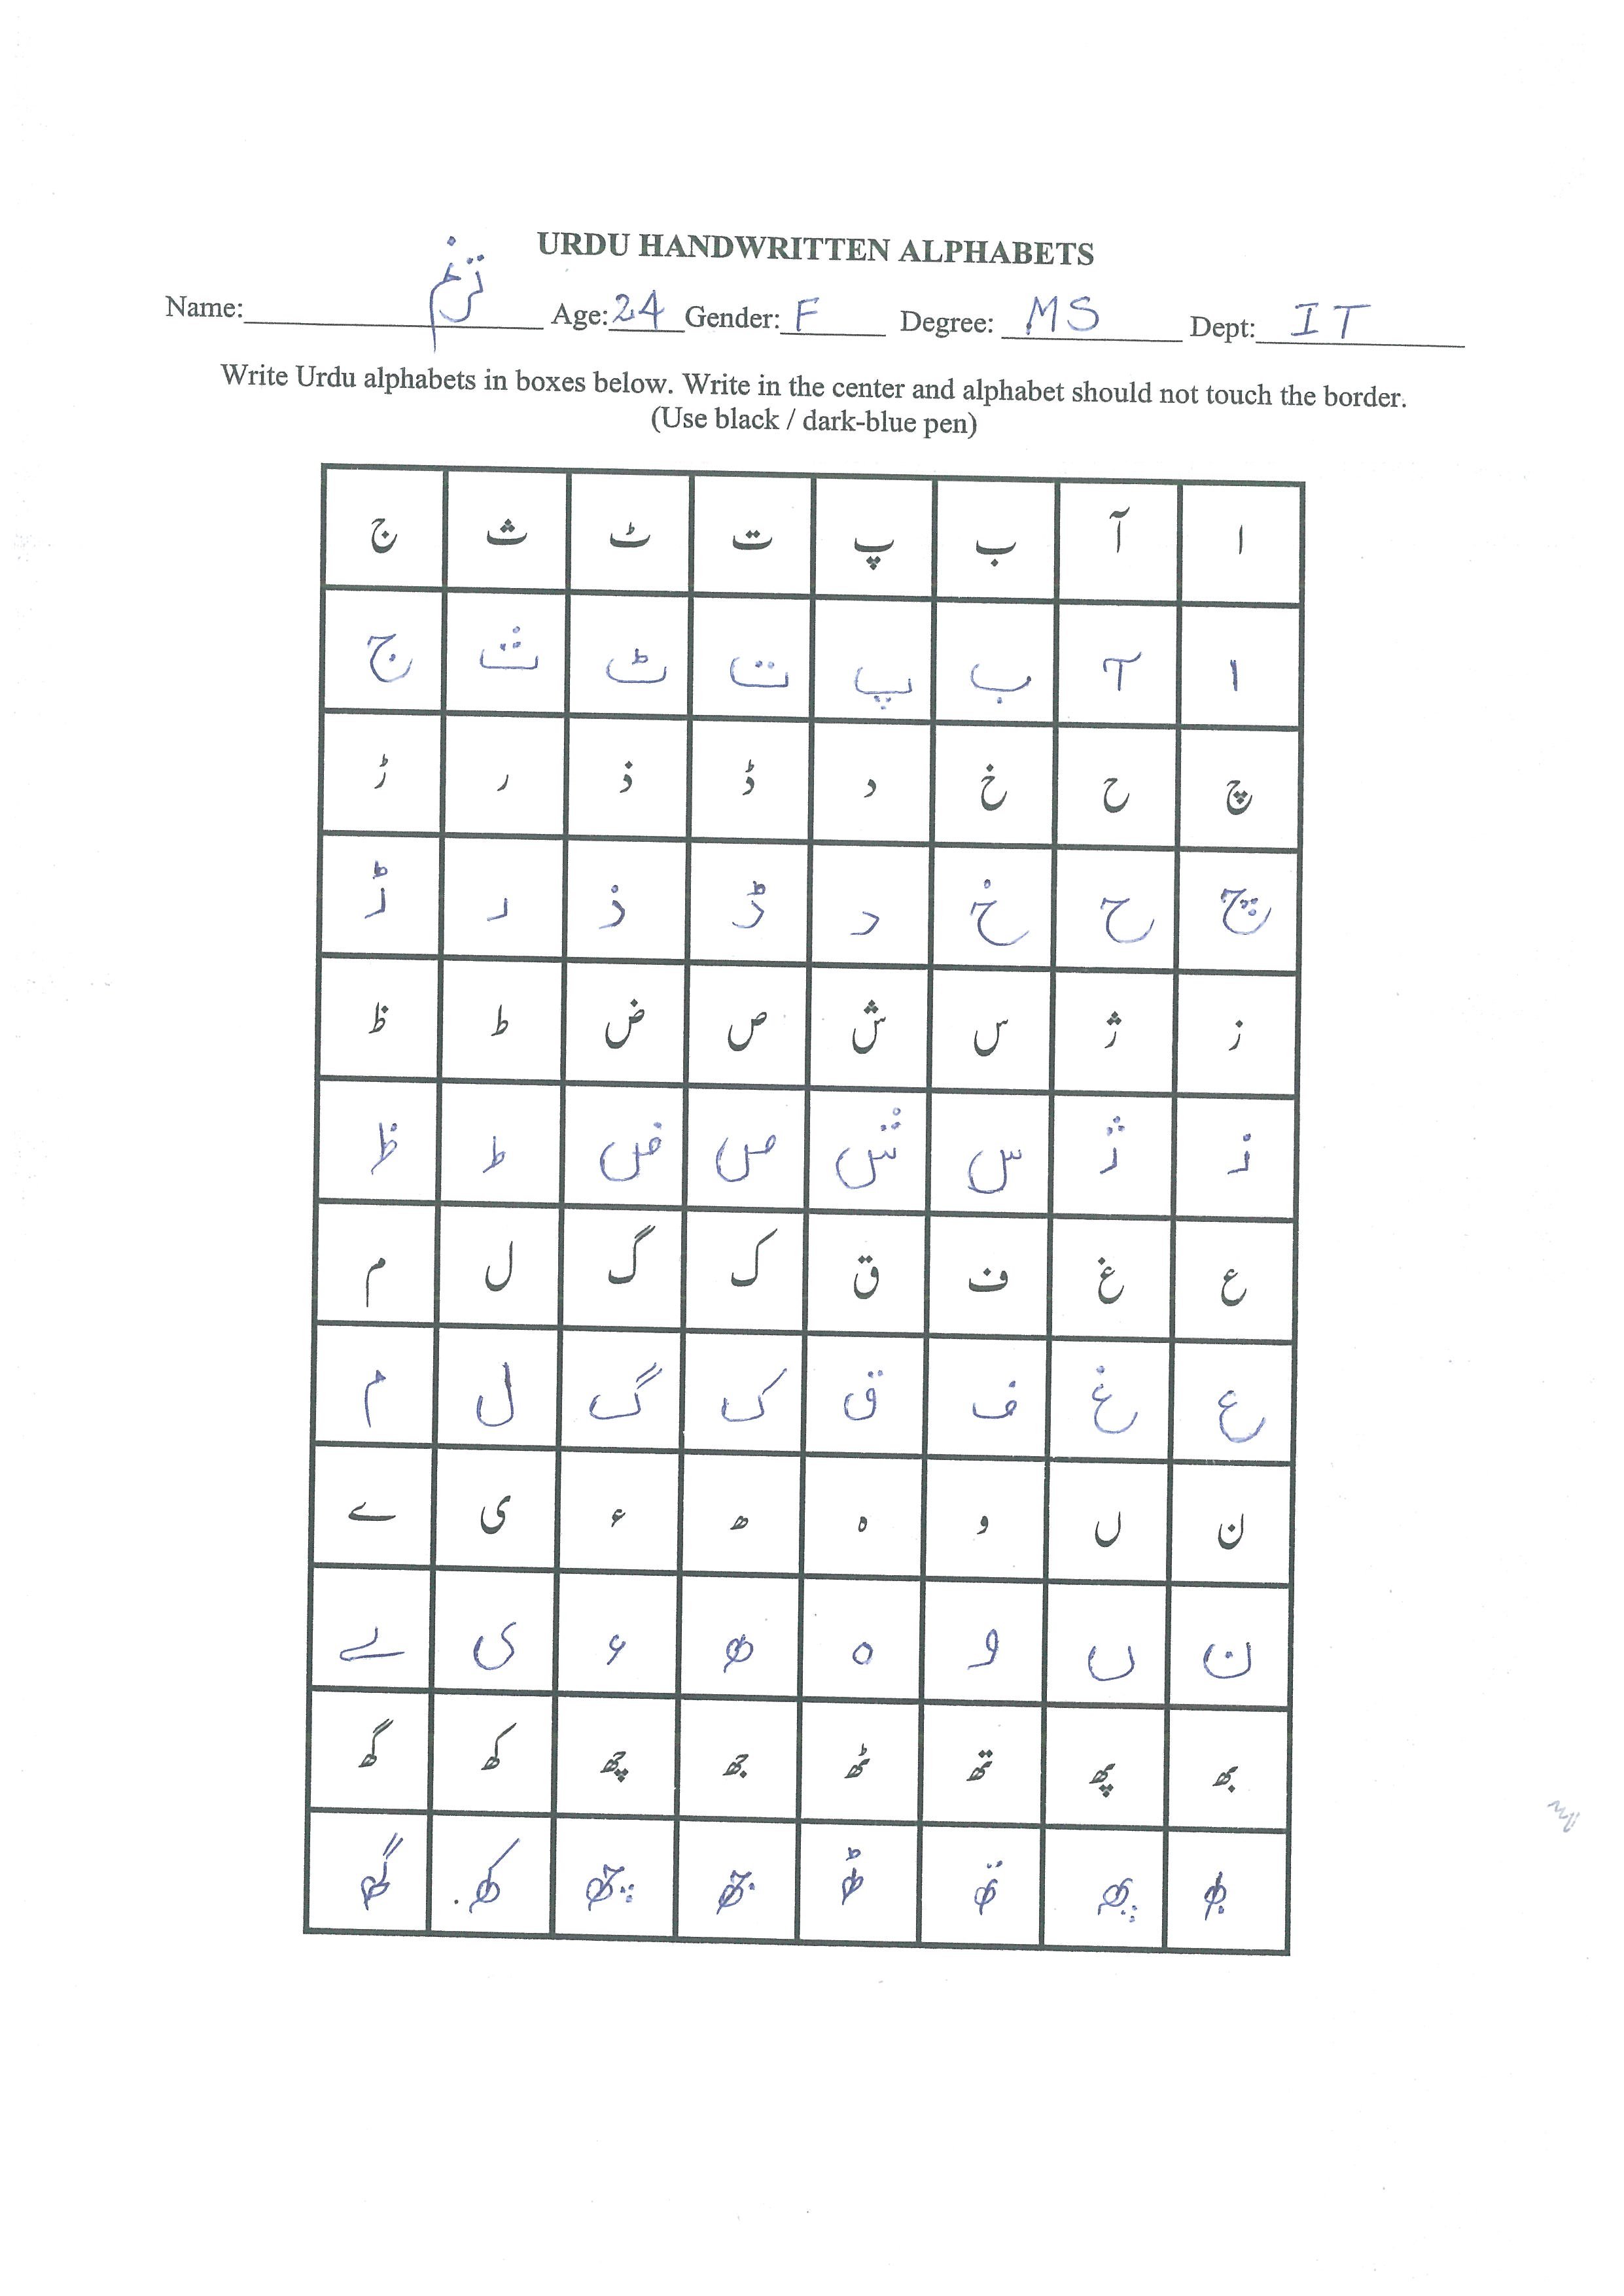 URDU HANDWRITTEN ALPHABETS
Name: ترنم Age: 24 Gender: F Degree: MS Dept: IT
Write Urdu alphabets in boxes below. Write in the center and alphabet should not touch the border.
(Use black / dark-blue pen)
ا آ ب پ ت ٹ ث ج
ا آ ب پ ت ٹ ث ج
چ ح خ د ڈ ذ ر ڑ
چ ح خ د ڈ ذ ر ڑ
ز ژ س ش ص ض ط ظ
ز ژ س ش ص ض ط ظ
ع غ ف ق ک گ ل م
ع غ ف ق ک گ ل م
ن ں و ہ ھ ء ی ے
ن ں و ہ ھ ء ی ے
بھ پھ تھ ٹھ جھ چھ کھ گھ
بھ پھ تھ ٹھ جھ چھ کھ گھ